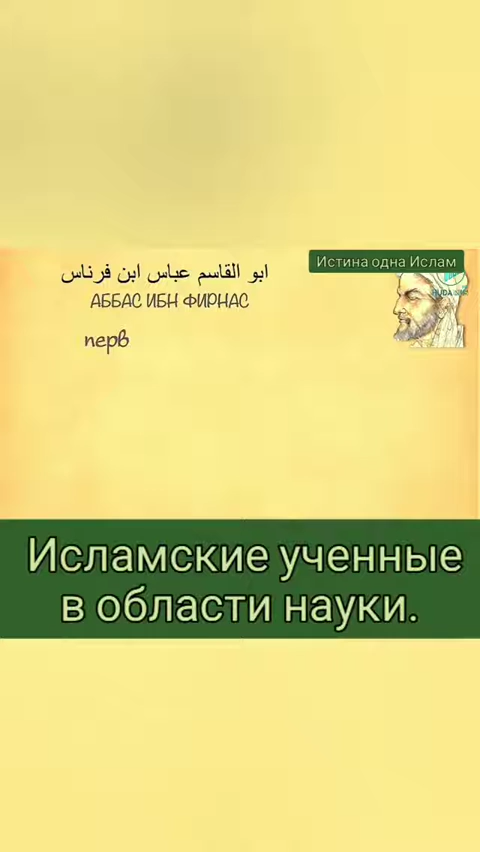 Истина одна Ислам
ابو القاسم عباس ابن فرناس
АББАС ИБН ФИРНАС
перв
Исламские ученные
в области науки.